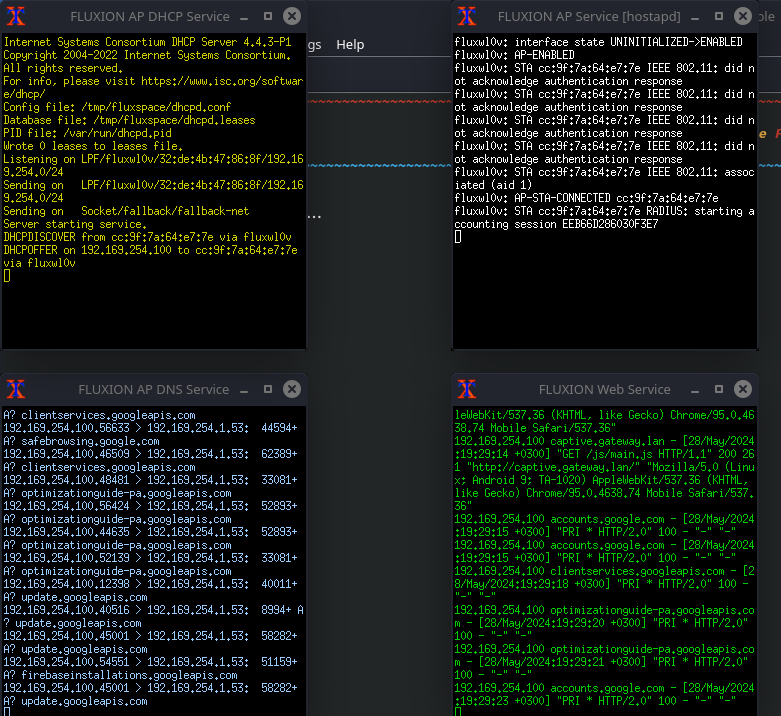 FLUXION AP DHCP Service
Internet Systems Consortium DHCP Server 4.4.3-P1
Copyright 2004-2022 Internet Systems Consortium.
All rights reserved.
For info, please visit https://www.isc.org/softwar
e/dhcp/
Config file: /tmp/fluxspace/dhcpd.conf
Database file: /tmp/fluxspace/dhcpd.leases
PID file: /var/run/dhcpd.pid
Wrote 0 leases to leases file.
Listening on LPF/fluxwl0v/32:de:4b:47:86:8f/192.16
9.254.0/24
Sending on   LPF/fluxwl0v/32:de:4b:47:86:8f/192.16
9.254.0/24
Sending on   Socket/fallback/fallback-net
Server starting service.
DHCPDISCOVER from cc:9f:7a:64:e7:7e via fluxwl0v
DHCPOFFER on 192.169.254.100 to cc:9f:7a:64:e7:7e
via fluxwl0v
gs Help
...
FLUXION AP Service [hostapd]
fluxwl0v: interface state UNINITIALIZED->ENABLED
fluxwl0v: AP-ENABLED
fluxwl0v: STA cc:9f:7a:64:e7:7e IEEE 802.11: did n
ot acknowledge authentication response
fluxwl0v: STA cc:9f:7a:64:e7:7e IEEE 802.11: did n
ot acknowledge authentication response
fluxwl0v: STA cc:9f:7a:64:e7:7e IEEE 802.11: did n
ot acknowledge authentication response
fluxwl0v: STA cc:9f:7a:64:e7:7e IEEE 802.11: did n
ot acknowledge authentication response
fluxwl0v: STA cc:9f:7a:64:e7:7e IEEE 802.11: assoc
iated (aid 1)
fluxwl0v: AP-STA-CONNECTED cc:9f:7a:64:e7:7e
fluxwl0v: STA cc:9f:7a:64:e7:7e RADIUS: starting a
ccounting session EEB66D286030F3E7
FLUXION AP DNS Service
A? clientservices.googleapis.com
192.169.254.100.56633 > 192.169.254.1.53:  44594+
A? safebrowsing.google.com
192.169.254.100.46509 > 192.169.254.1.53:  62389+
A? clientservices.googleapis.com
192.169.254.100.48481 > 192.169.254.1.53:  33081+
A? optimizationguide-pa.googleapis.com
192.169.254.100.56424 > 192.169.254.1.53:  52893+
A? optimizationguide-pa.googleapis.com
192.169.254.100.44635 > 192.169.254.1.53:  52893+
A? optimizationguide-pa.googleapis.com
192.169.254.100.52139 > 192.169.254.1.53:  33081+
A? optimizationguide-pa.googleapis.com
192.169.254.100.12398 > 192.169.254.1.53:  40011+
A? update.googleapis.com
192.169.254.100.40516 > 192.169.254.1.53:  8994+ A
? update.googleapis.com
192.169.254.100.45001 > 192.169.254.1.53:  58282+
A? update.googleapis.com
192.169.254.100.54551 > 192.169.254.1.53:  51159+
A? firebaseinstallations.googleapis.com
192.169.254.100.45001 > 192.169.254.1.53:  58282+
A? update.googleapis.com
FLUXION Web Service
leWebKit/537.36 (KHTML, like Gecko) Chrome/95.0.46
38.74 Mobile Safari/537.36"
192.169.254.100 captive.gateway.lan - [28/May/2024
:19:29:14 +0300] "GET /js/main.js HTTP/1.1" 200 26
1 "http://captive.gateway.lan/" "Mozilla/5.0 (Linu
x; Android 9; TA-1020) AppleWebKit/537.36 (KHTML,
like Gecko) Chrome/95.0.4638.74 Mobile Safari/537.
36"
192.169.254.100 accounts.google.com - [28/May/2024
:19:29:15 +0300] "PRI * HTTP/2.0" 100 - "-" "-"
192.169.254.100 accounts.google.com - [28/May/2024
:19:29:15 +0300] "PRI * HTTP/2.0" 100 - "-" "-"
192.169.254.100 clientservices.googleapis.com - [2
8/May/2024:19:29:18 +0300] "PRI * HTTP/2.0" 100 -
"-" "-"
192.169.254.100 optimizationguide-pa.googleapis.co
m - [28/May/2024:19:29:20 +0300] "PRI * HTTP/2.0"
100 - "-" "-"
192.169.254.100 optimizationguide-pa.googleapis.co
m - [28/May/2024:19:29:21 +0300] "PRI * HTTP/2.0"
100 - "-" "-"
192.169.254.100 accounts.google.com - [28/May/2024
:19:29:23 +0300] "PRI * HTTP/2.0" 100 - "-" "-"